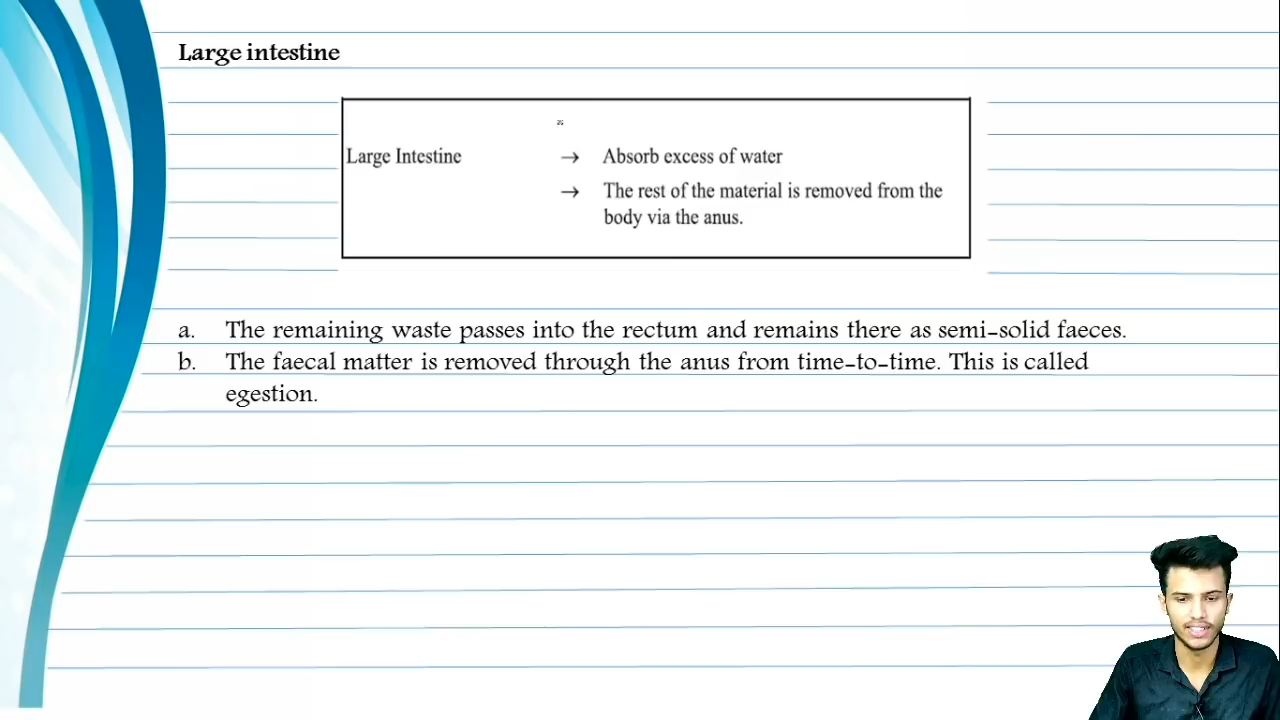 Large intestine
Large Intestine → Absorb excess of water
→ The rest of the material is removed from the
body via the anus.
a. The remaining waste passes into the rectum and remains there as semi-solid faeces.
b. The faecal matter is removed through the anus from time-to-time. This is called
egestion.